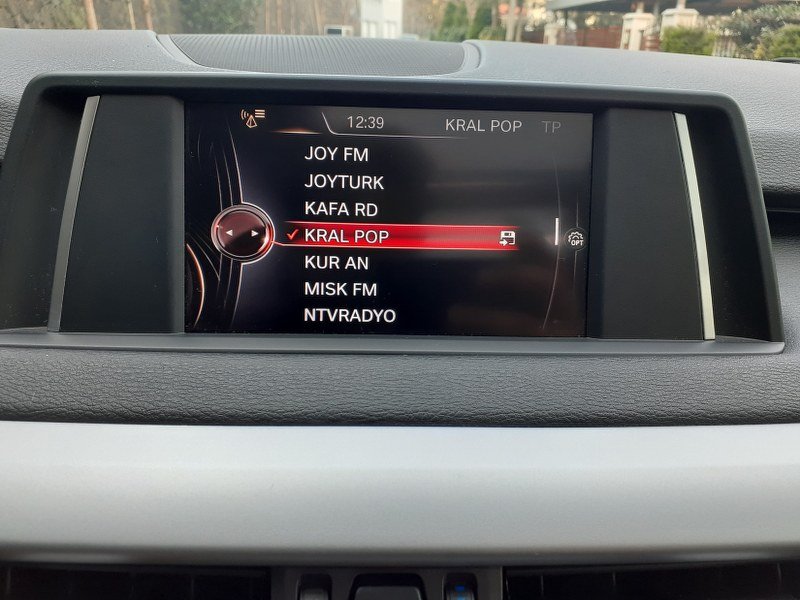 12:39 KRAL POP TP
JOY FM
JOYTURK
KAFA RD
KRAL POP
KUR AN
MISK FM
NTVRADYO
OPT